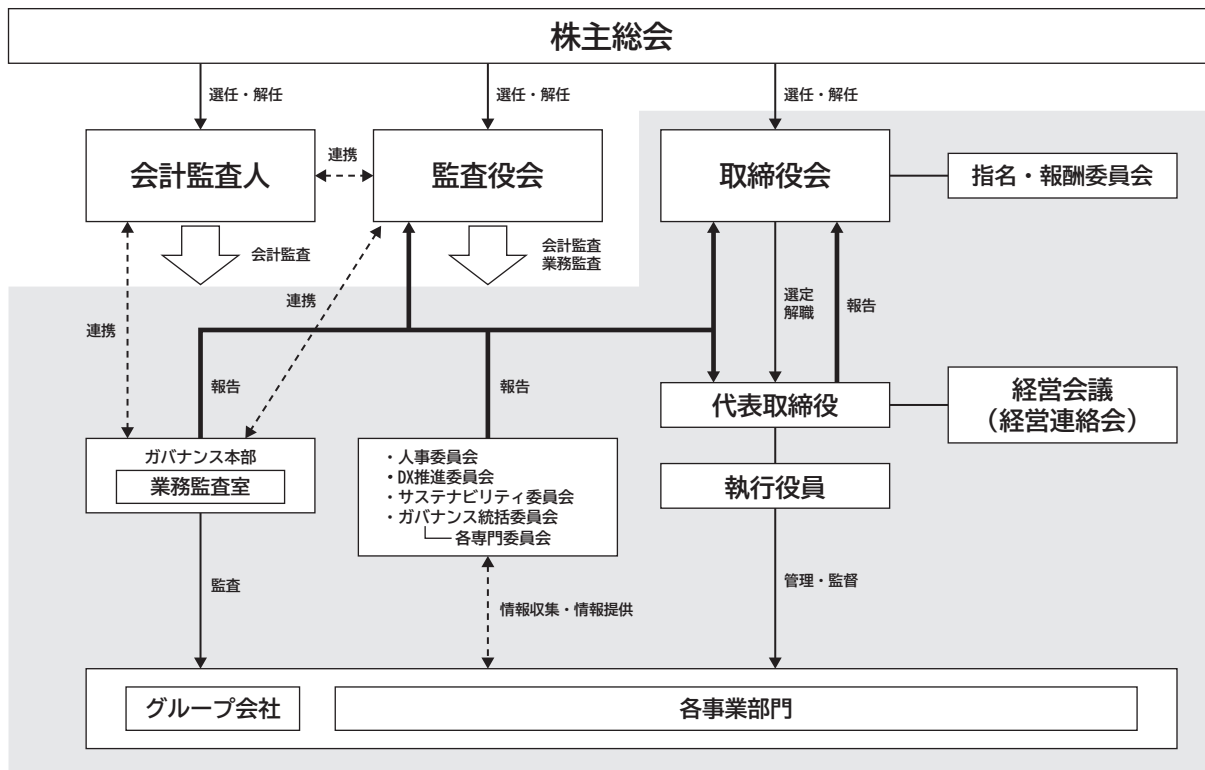 株主総会
選任・解任
選任・解任
選任・解任
会計監査人
連携
監査役会
取締役会
指名・報酬委員会
会計監査
会計監査
業務監査
連携
連携
選定
解職
報告
報告
報告
代表取締役
経営会議
（経営連絡会）
ガバナンス本部
業務監査室
・人事委員会
・DX推進委員会
・サステナビリティ委員会
・ガバナンス統括委員会
各専門委員会
執行役員
監査
情報収集・情報提供
管理・監督
グループ会社
各事業部門